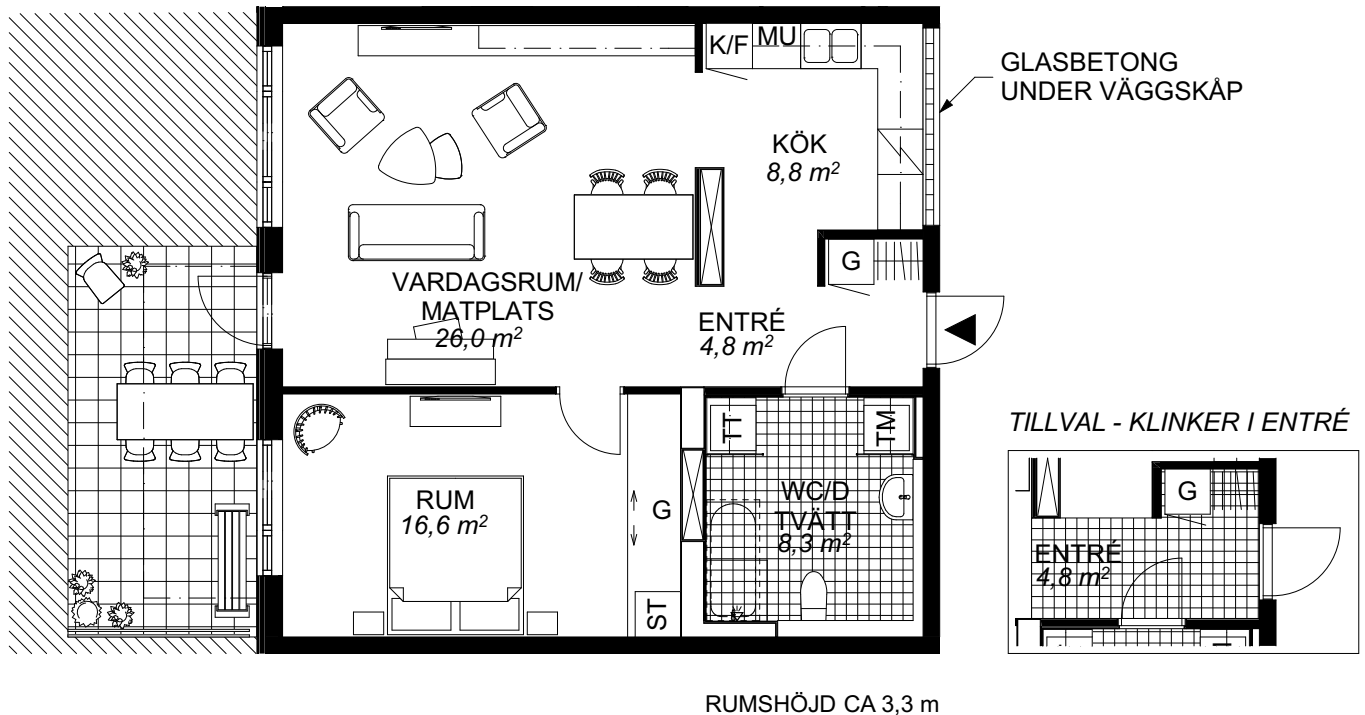 K/F
MU
GLASBETONG
UNDER VÄGGSKÅP
KÖK
8,8 m²
G
VARDAGSRUM/
MATPLATS
26,0 m²
ENTRÉ
4,8 m²
TT
TM
TILLVAL - KLINKER I ENTRÉ
RUM
16,6 m²
G
WC/D
TVÄTT
8,3 m²
ST
G
ENTRÉ
4,8 m²
RUMSHÖJD CA 3,3 m